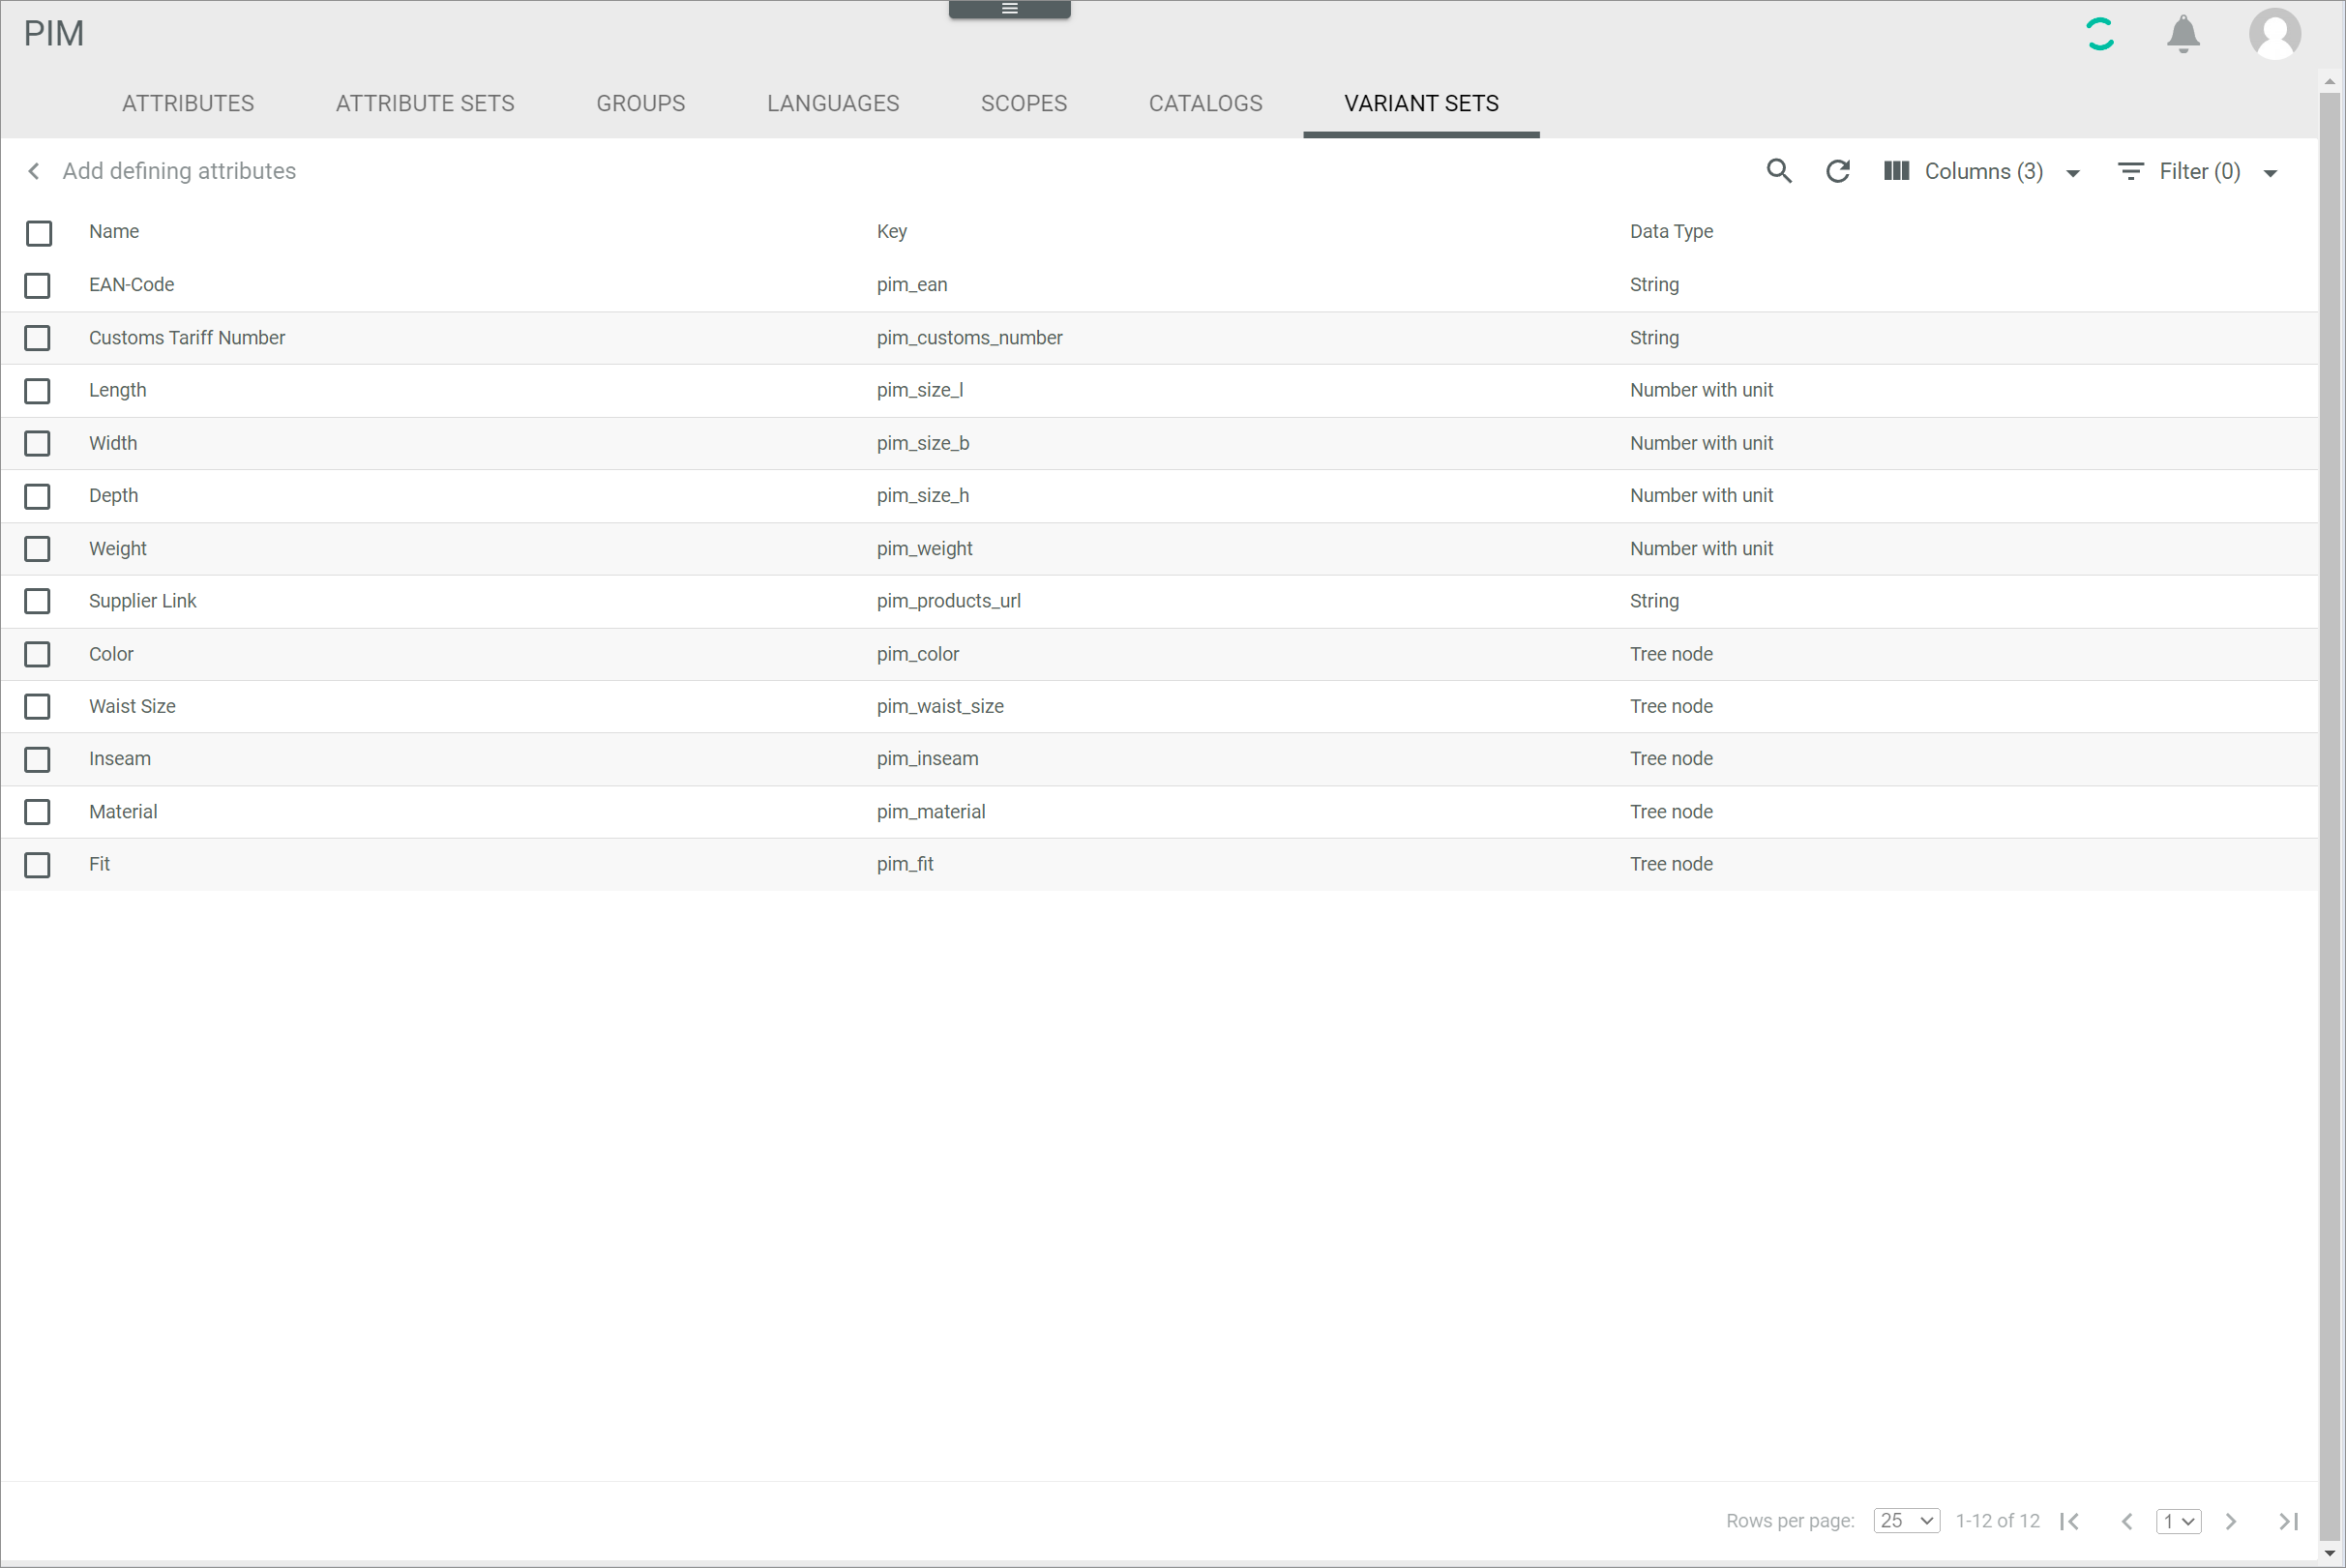 PIM
ATTRIBUTES ATTRIBUTE SETS GROUPS LANGUAGES SCOPES CATALOGS VARIANT SETS
Add defining attributes Columns (3) Filter (0)
Name Key Data Type
EAN-Code pim_ean String
Customs Tariff Number pim_customs_number String
Length pim_size_l Number with unit
Width pim_size_b Number with unit
Depth pim_size_h Number with unit
Weight pim_weight Number with unit
Supplier Link pim_products_url String
Color pim_color Tree node
Waist Size pim_waist_size Tree node
Inseam pim_inseam Tree node
Material pim_material Tree node
Fit pim_fit Tree node
Rows per page: 25 1-12 of 12 1